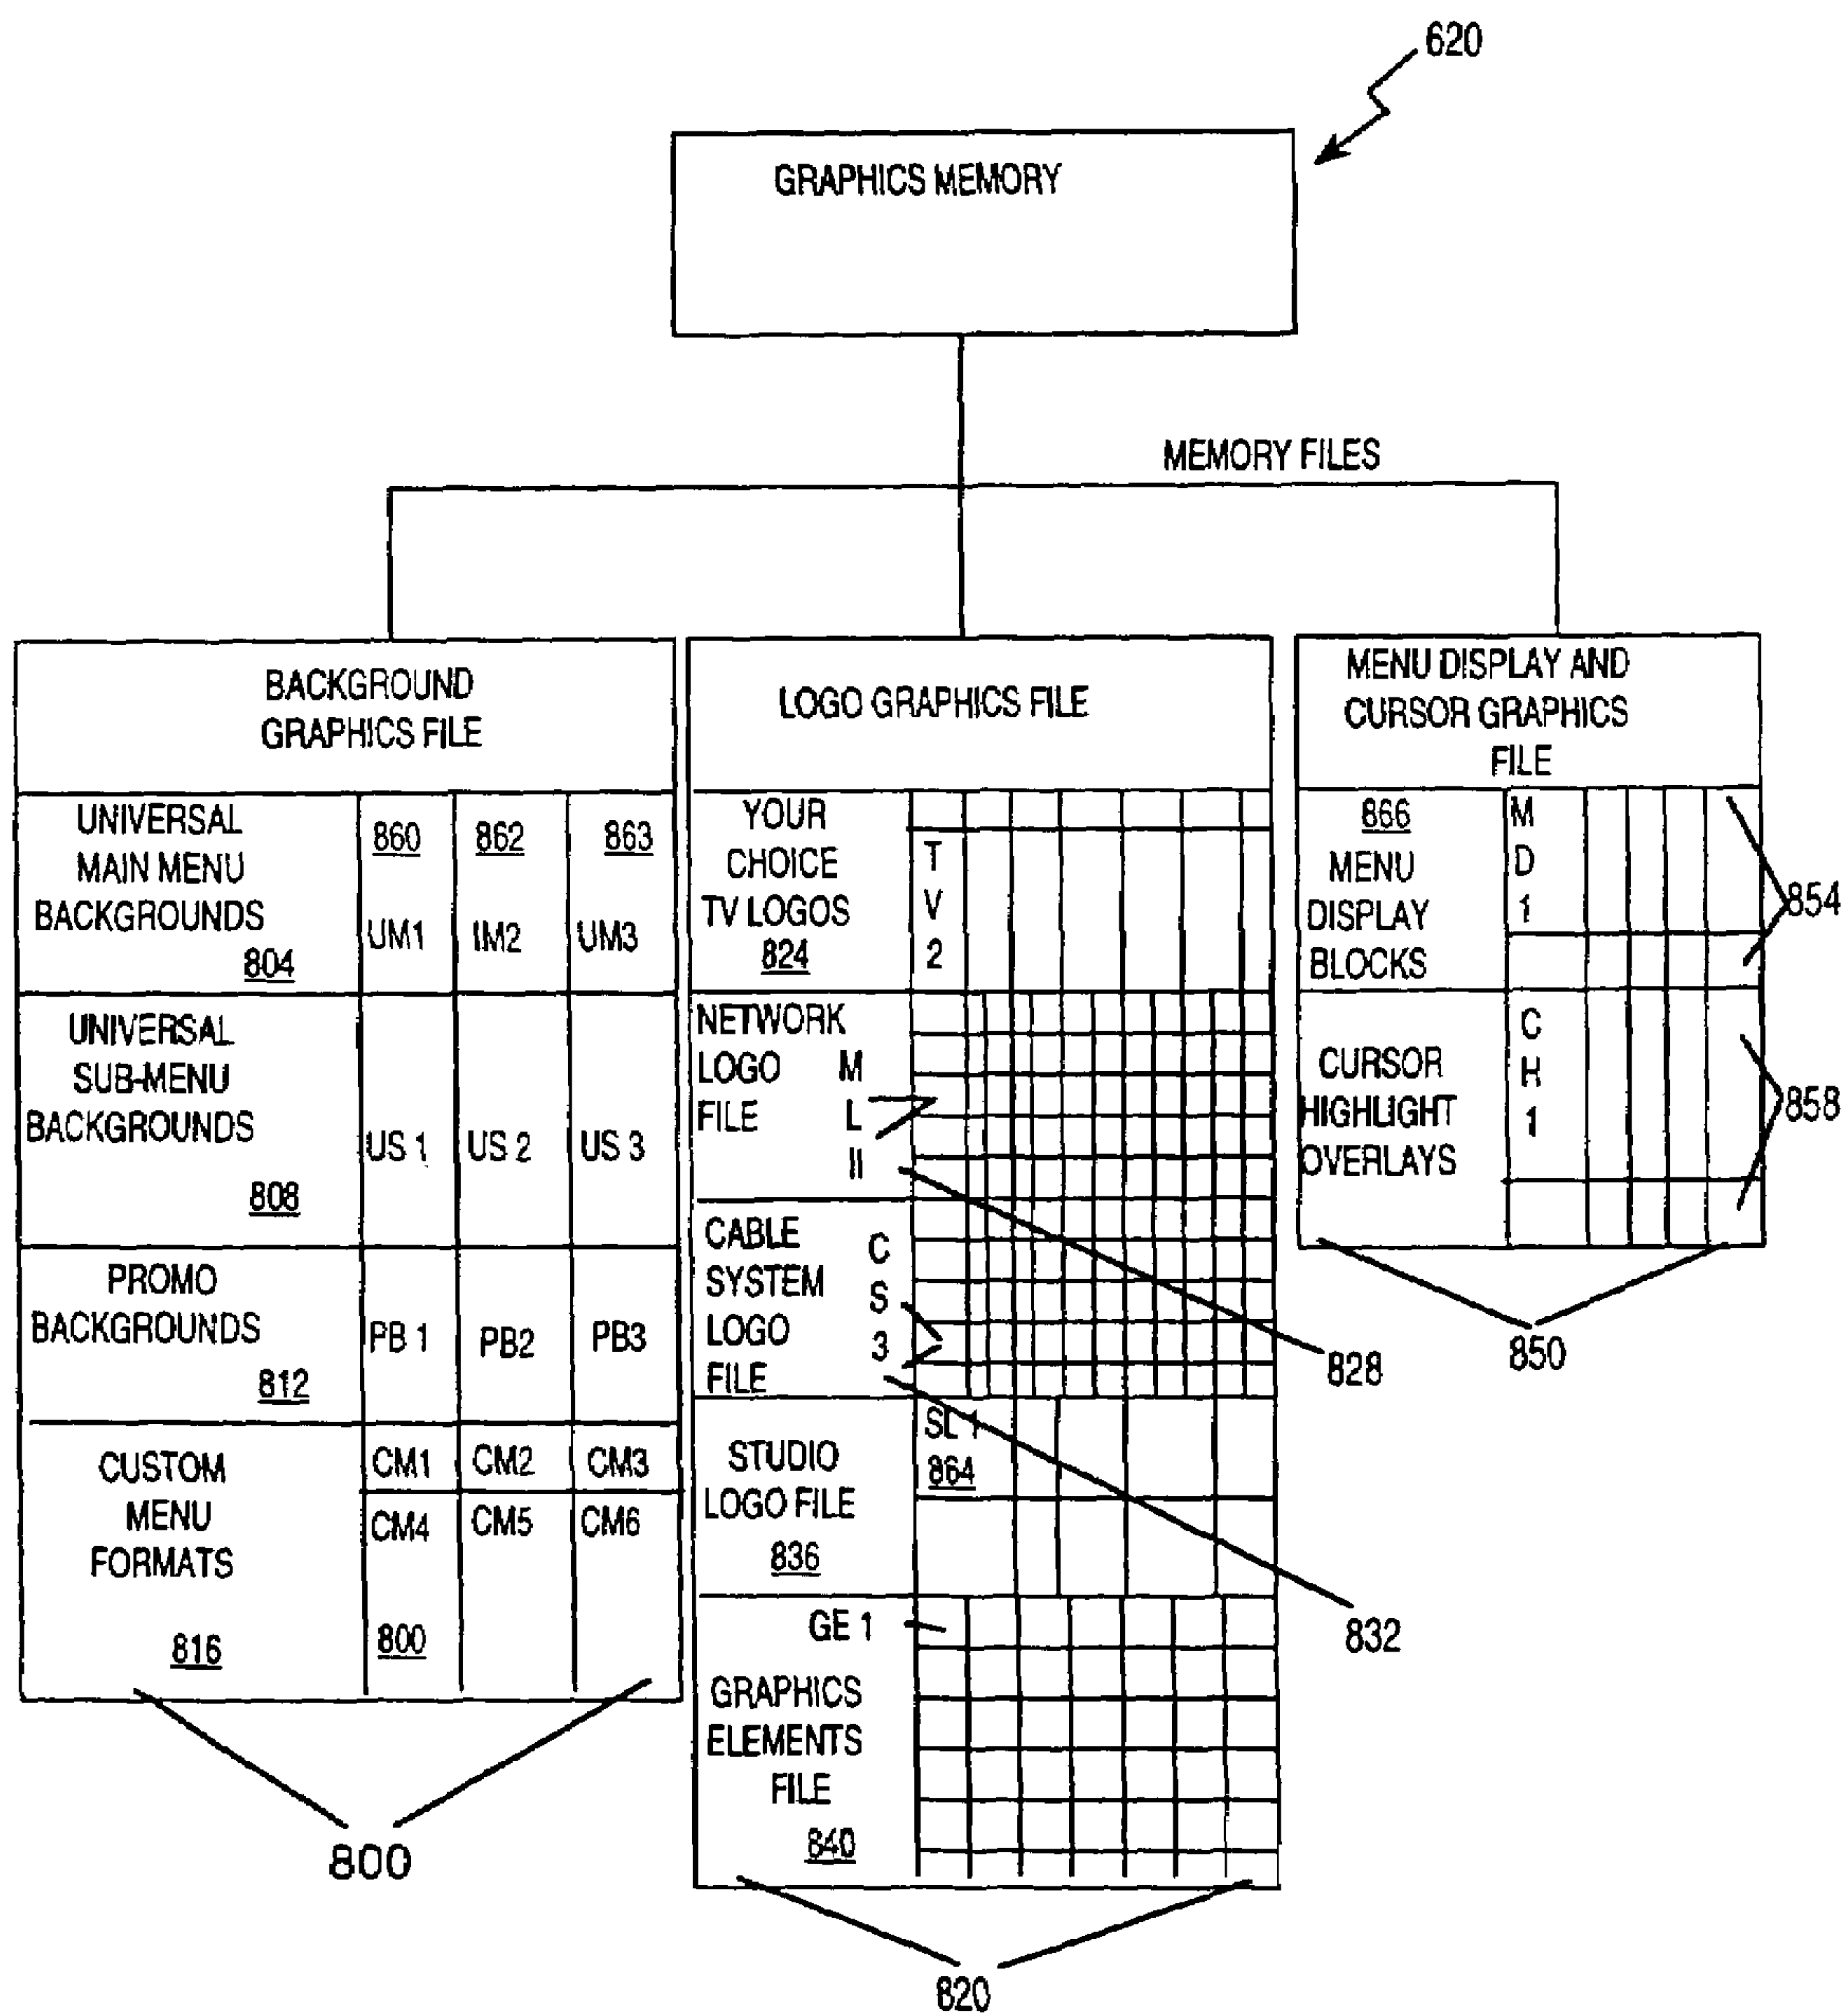 620
GRAPHICS MEMORY
MEMORY FILES
BACKGROUND
GRAPHICS FILE
UNIVERSAL
MAIN MENU
BACKGROUNDS
804
860 862 863
UM1 IM2 UM3
UNIVERSAL
SUB-MENU
BACKGROUNDS
808
US 1 US 2 US 3
PROMO
BACKGROUNDS
812
PB 1 PB2 PB3
CUSTOM
MENU
FORMATS
816
CM1 CM2 CM3
CM4 CM5 CM6
800
800
LOGO GRAPHICS FILE
YOUR
CHOICE
TV LOGOS
824
T
V
2
NETWORK
LOGO
FILE
M
L
II
828
CABLE
SYSTEM
LOGO
FILE
C
S
3
832
STUDIO
LOGO FILE
836
SL 1
864
GE 1
GRAPHICS
ELEMENTS
FILE
840
820
MENU DISPLAY AND
CURSOR GRAPHICS
FILE
866
MENU
DISPLAY
BLOCKS
M
D
1
854
CURSOR
HIGHLIGHT
OVERLAYS
C
H
1
858
850